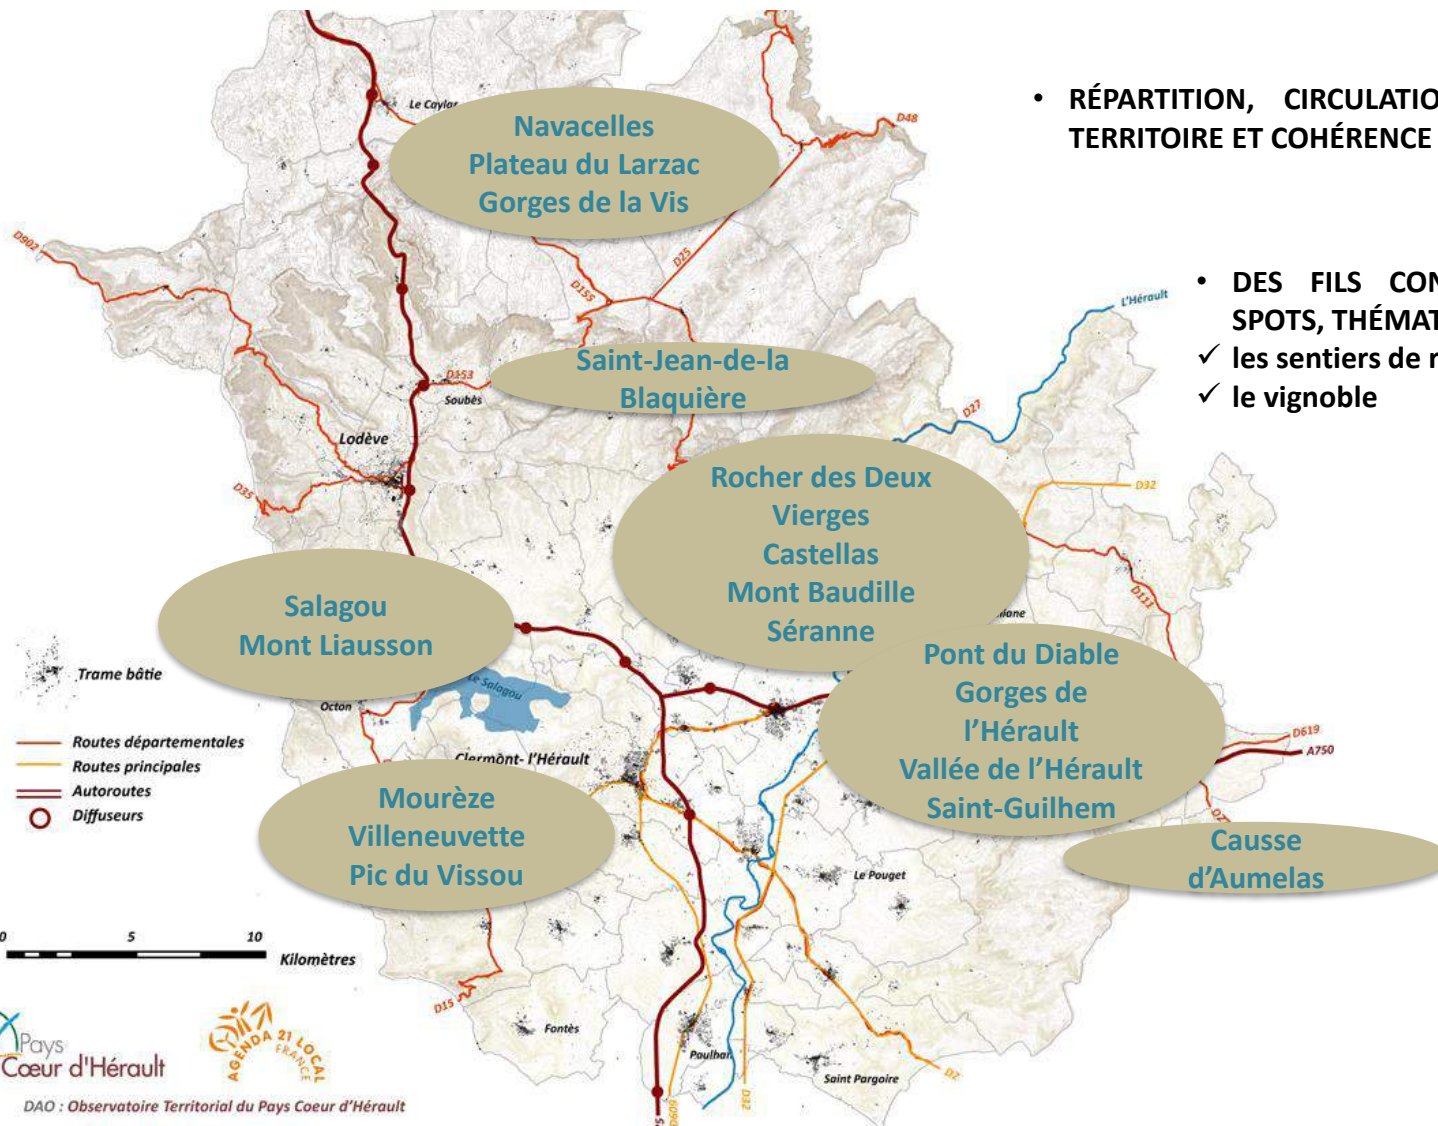 • RÉPARTITION, CIRCULATIO
TERRITOIRE ET COHÉRENCE
• DES FILS CON
SPOTS, THÉMAT
✓ les sentiers de r
✓ le vignoble
Le Caylar
Navacelles
Plateau du Larzac
Gorges de la Vis
D48
D25
D902
D155
L'Hérault
Saint-Jean-de-la
Blaquière
D153
Soubès
D27
Lodève
D35
D32
Rocher des Deux
Vierges
Castellas
Mont Baudille
Séranne
D111
Salagou
Mont Liausson
Pont du Diable
Gorges de
l'Hérault
Vallée de l'Hérault
Saint-Guilhem
Le Salagou
Octon
Clermont- l'Hérault
D619
A750
Trame bâtie
Routes départementales
Routes principales
Autoroutes
Diffuseurs
Mourèze
Villeneuvette
Pic du Vissou
Causse
d'Aumelas
Le Pouget
0 5 10
Kilomètres
D15
Fontès
Paulhan
Saint Pargoire
D2
D32
Pays
Cœur d'Hérault
AGENDA 21 LOCAL
FRANCE
DAO : Observatoire Territorial du Pays Coeur d'Hérault